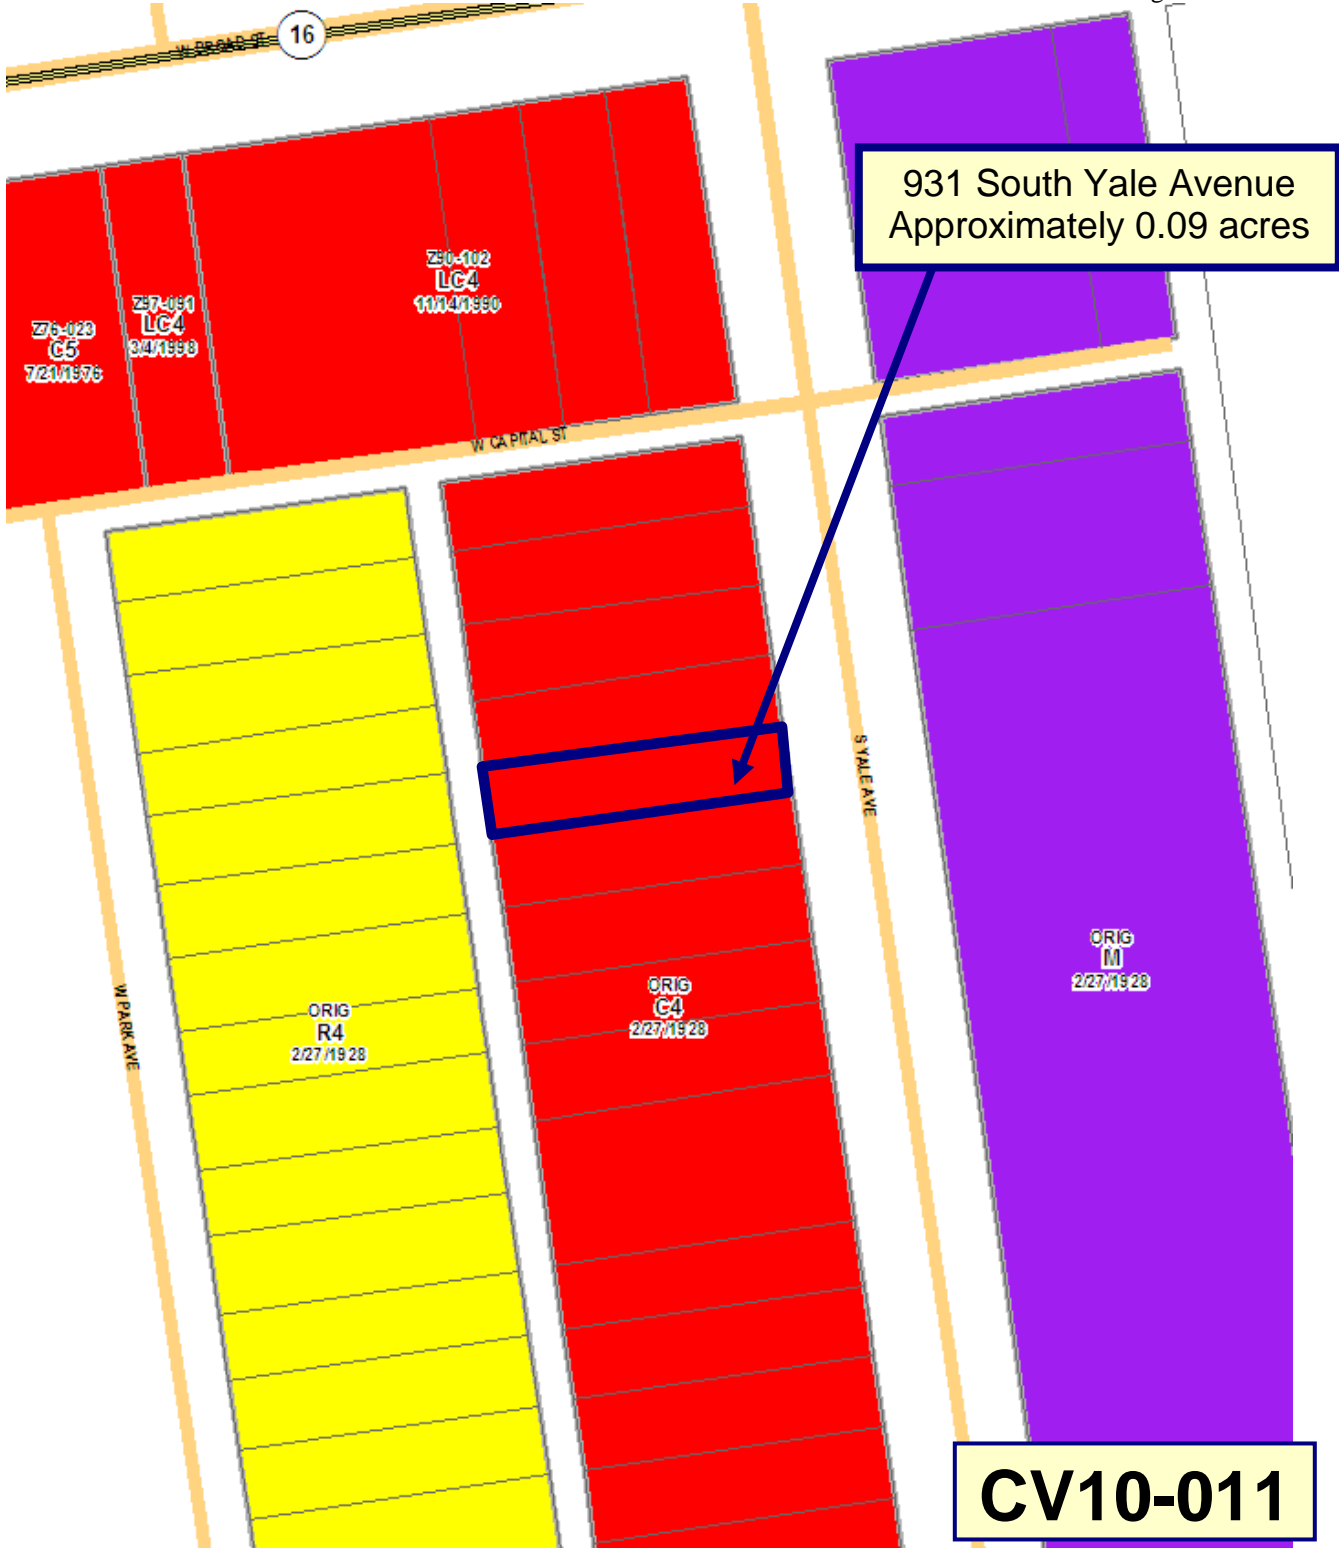 W BROAD ST
16
931 South Yale Avenue
Approximately 0.09 acres
Z90-102
LC4
11/14/1990
Z97-091
LC4
3/4/1998
Z76-023
C5
7/21/1976
W CAPITAL ST
S YALE AVE
ORIG
M
2/27/1928
ORIG
C4
2/27/1928
ORIG
R4
2/27/1928
W PARK AVE
CV10-011